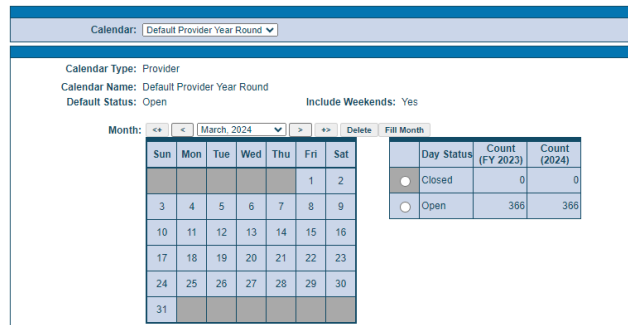 Calendar: Default Provider Year Round
Calendar Type: Provider
Calendar Name: Default Provider Year Round
Default Status: Open Include Weekends: Yes
Month: <+ < March, 2024 > +> Delete Fill Month
Sun Mon Tue Wed Thu Fri Sat
1 2
3 4 5 6 7 8 9
10 11 12 13 14 15 16
17 18 19 20 21 22 23
24 25 26 27 28 29 30
31
Day Status Count (FY 2023) Count (2024)
Closed 0 0
Open 366 366